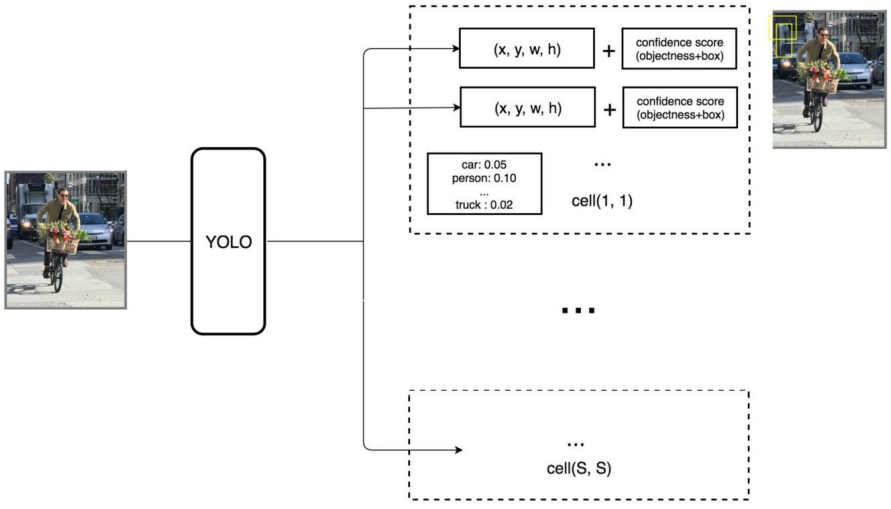 (x, y, w, h)
+
confidence score
(objectness+box)
(x, y, w, h)
+
confidence score
(objectness+box)
car: 0.05
person: 0.10
...
truck : 0.02
...
cell(1, 1)
YOLO
...
...
cell(S, S)